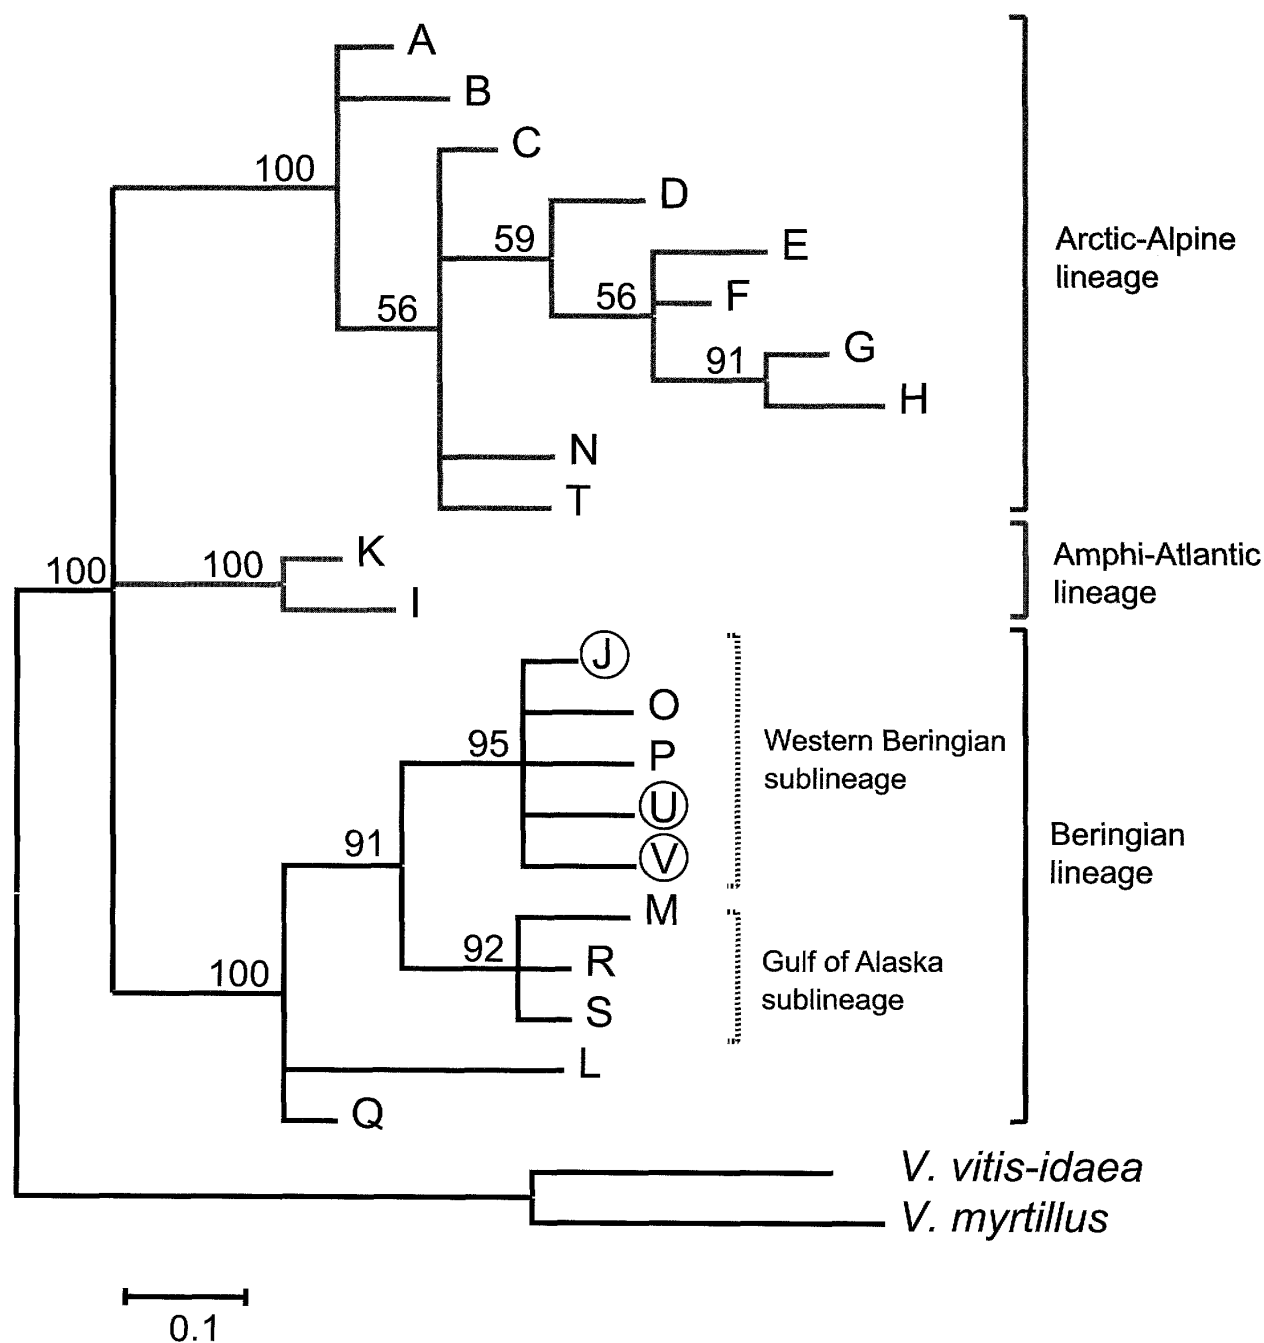 A
B
C
100
D
59
E
Arctic-Alpine
lineage
56
56
F
91
G
H
N
T
K
100
100
Amphi-Atlantic
lineage
I
J
O
95
P
Western Beringian
sublineage
U
91
V
Beringian
lineage
M
92
R
Gulf of Alaska
sublineage
100
S
L
Q
V. vitis-idaea
V. myrtillus
0.1